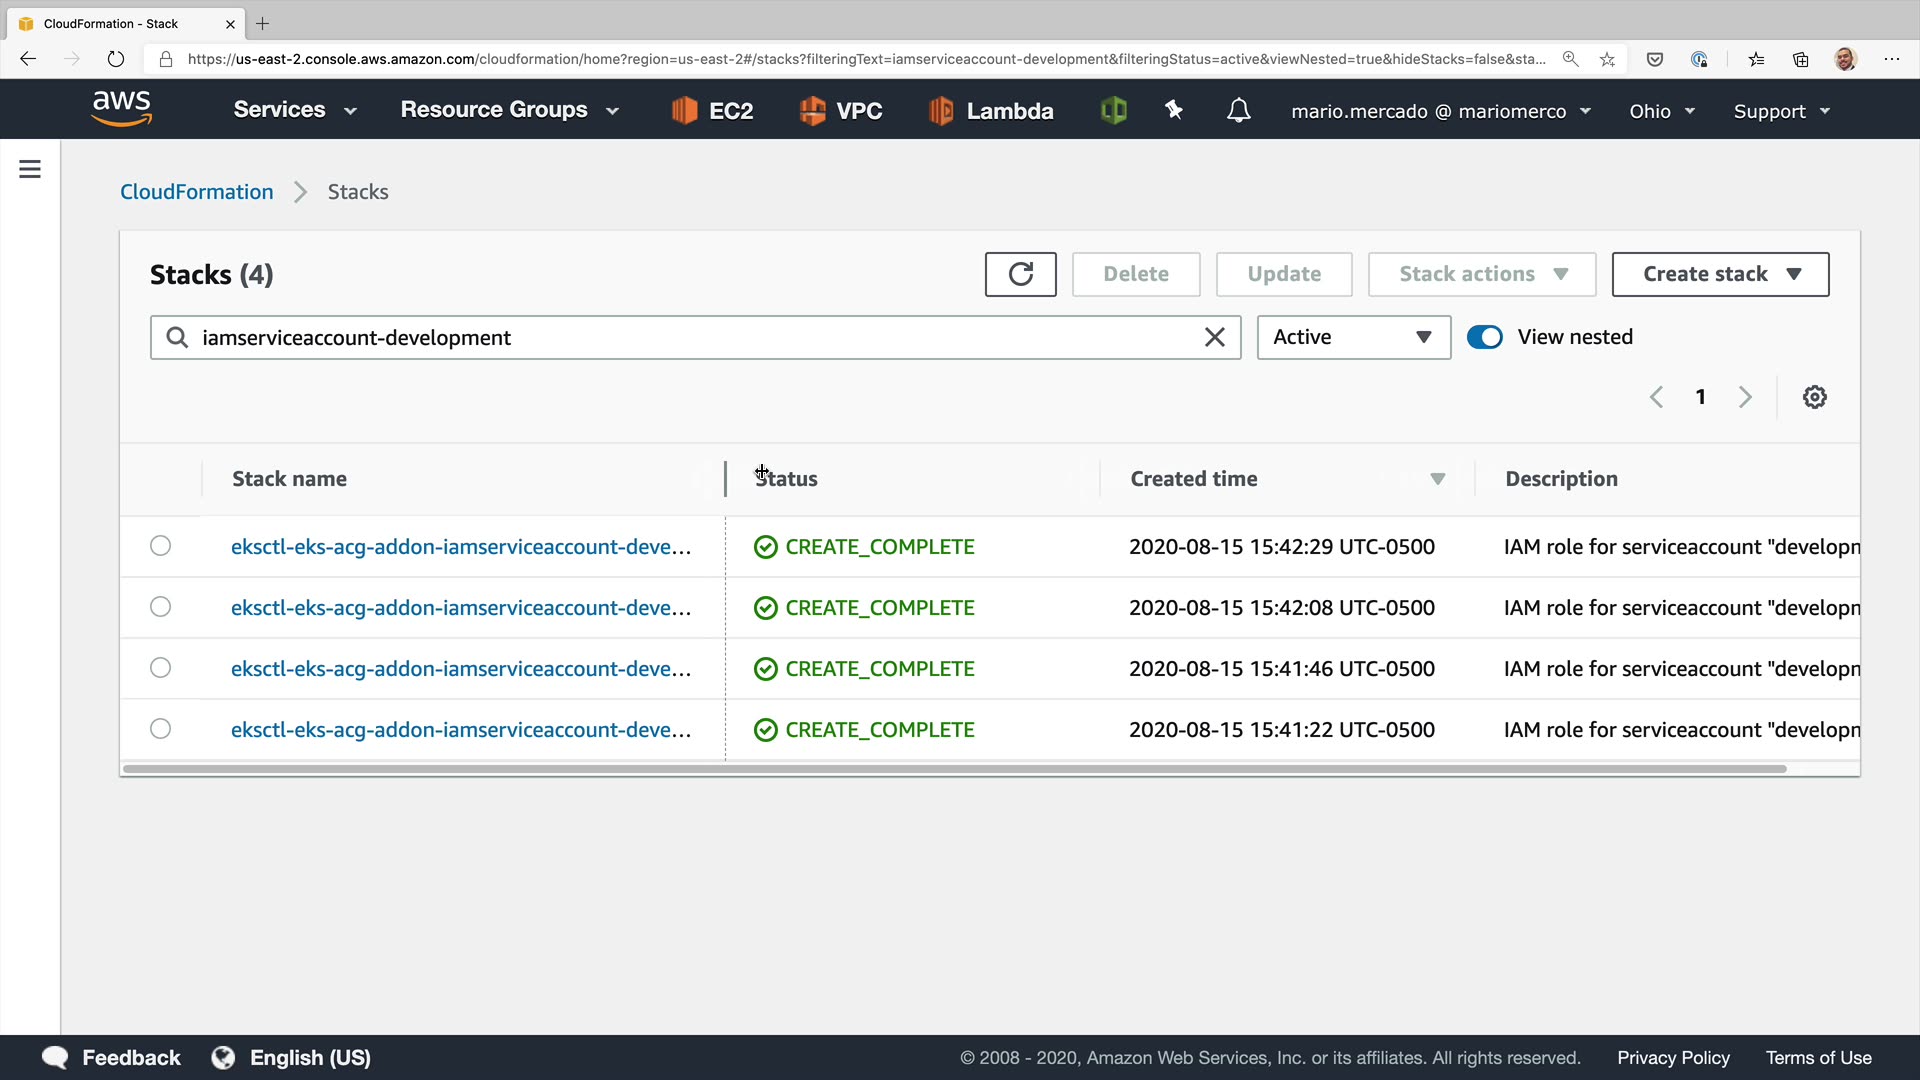 CloudFormation - Stack
https://us-east-2.console.aws.amazon.com/cloudformation/home?region=us-east-2#/stacks?filteringText=iamserviceaccount-development&filteringStatus=active&viewNested=true&hideStacks=false&sta...
aws Services Resource Groups EC2 VPC Lambda mario.mercado @ mariomerco Ohio Support
CloudFormation Stacks
Stacks (4) Delete Update Stack actions Create stack
iamserviceaccount-development Active View nested
1
Stack name Status Created time Description
eksctl-eks-acg-addon-iamserviceaccount-deve... CREATE_COMPLETE 2020-08-15 15:42:29 UTC-0500 IAM role for serviceaccount "developn
eksctl-eks-acg-addon-iamserviceaccount-deve... CREATE_COMPLETE 2020-08-15 15:42:08 UTC-0500 IAM role for serviceaccount "developn
eksctl-eks-acg-addon-iamserviceaccount-deve... CREATE_COMPLETE 2020-08-15 15:41:46 UTC-0500 IAM role for serviceaccount "developn
eksctl-eks-acg-addon-iamserviceaccount-deve... CREATE_COMPLETE 2020-08-15 15:41:22 UTC-0500 IAM role for serviceaccount "developn
Feedback English (US) © 2008 - 2020, Amazon Web Services, Inc. or its affiliates. All rights reserved. Privacy Policy Terms of Use